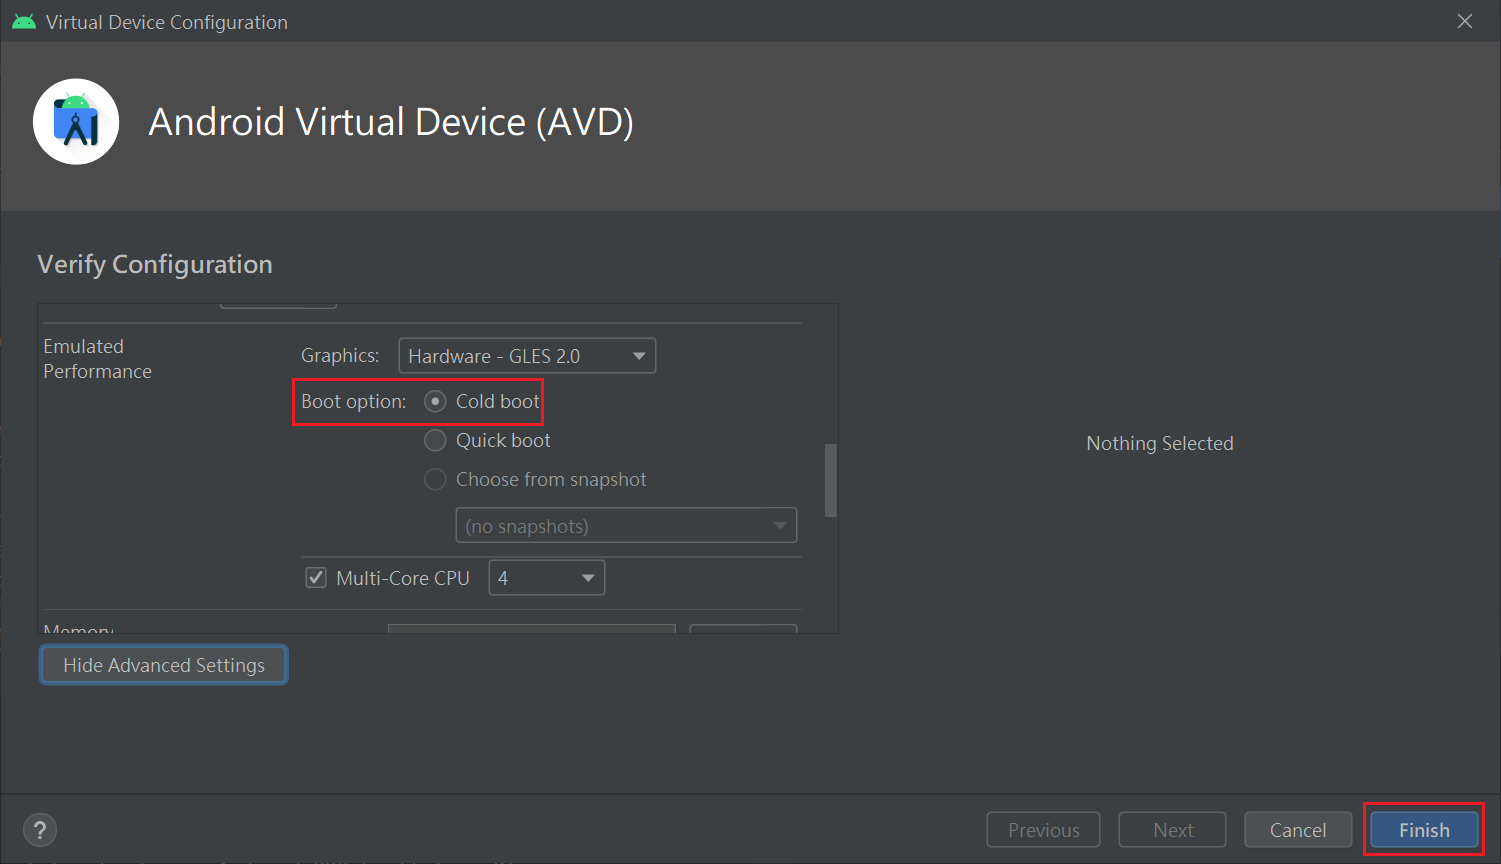 Virtual Device Configuration
Android Virtual Device (AVD)
Verify Configuration
Emulated
Performance
Graphics: Hardware - GLES 2.0
Boot option: Cold boot
Quick boot
Choose from snapshot
(no snapshots)
Nothing Selected
Multi-Core CPU 4
Memory
Hide Advanced Settings
? Previous Next Cancel Finish